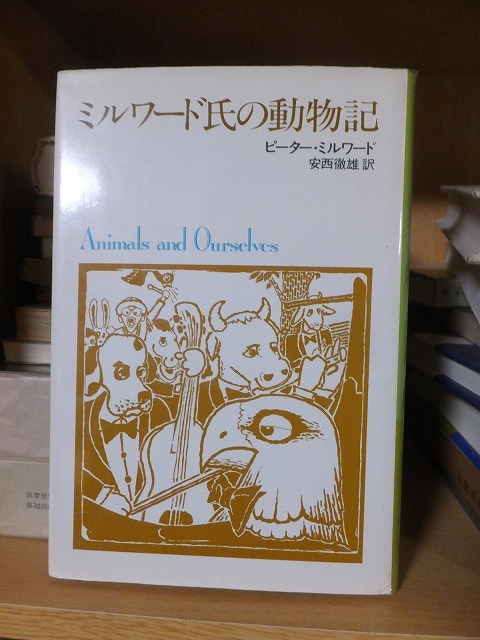 ミルワード氏の動物記
ピーター・ミルワード
安西徹雄 訳
Animals and Ourselves